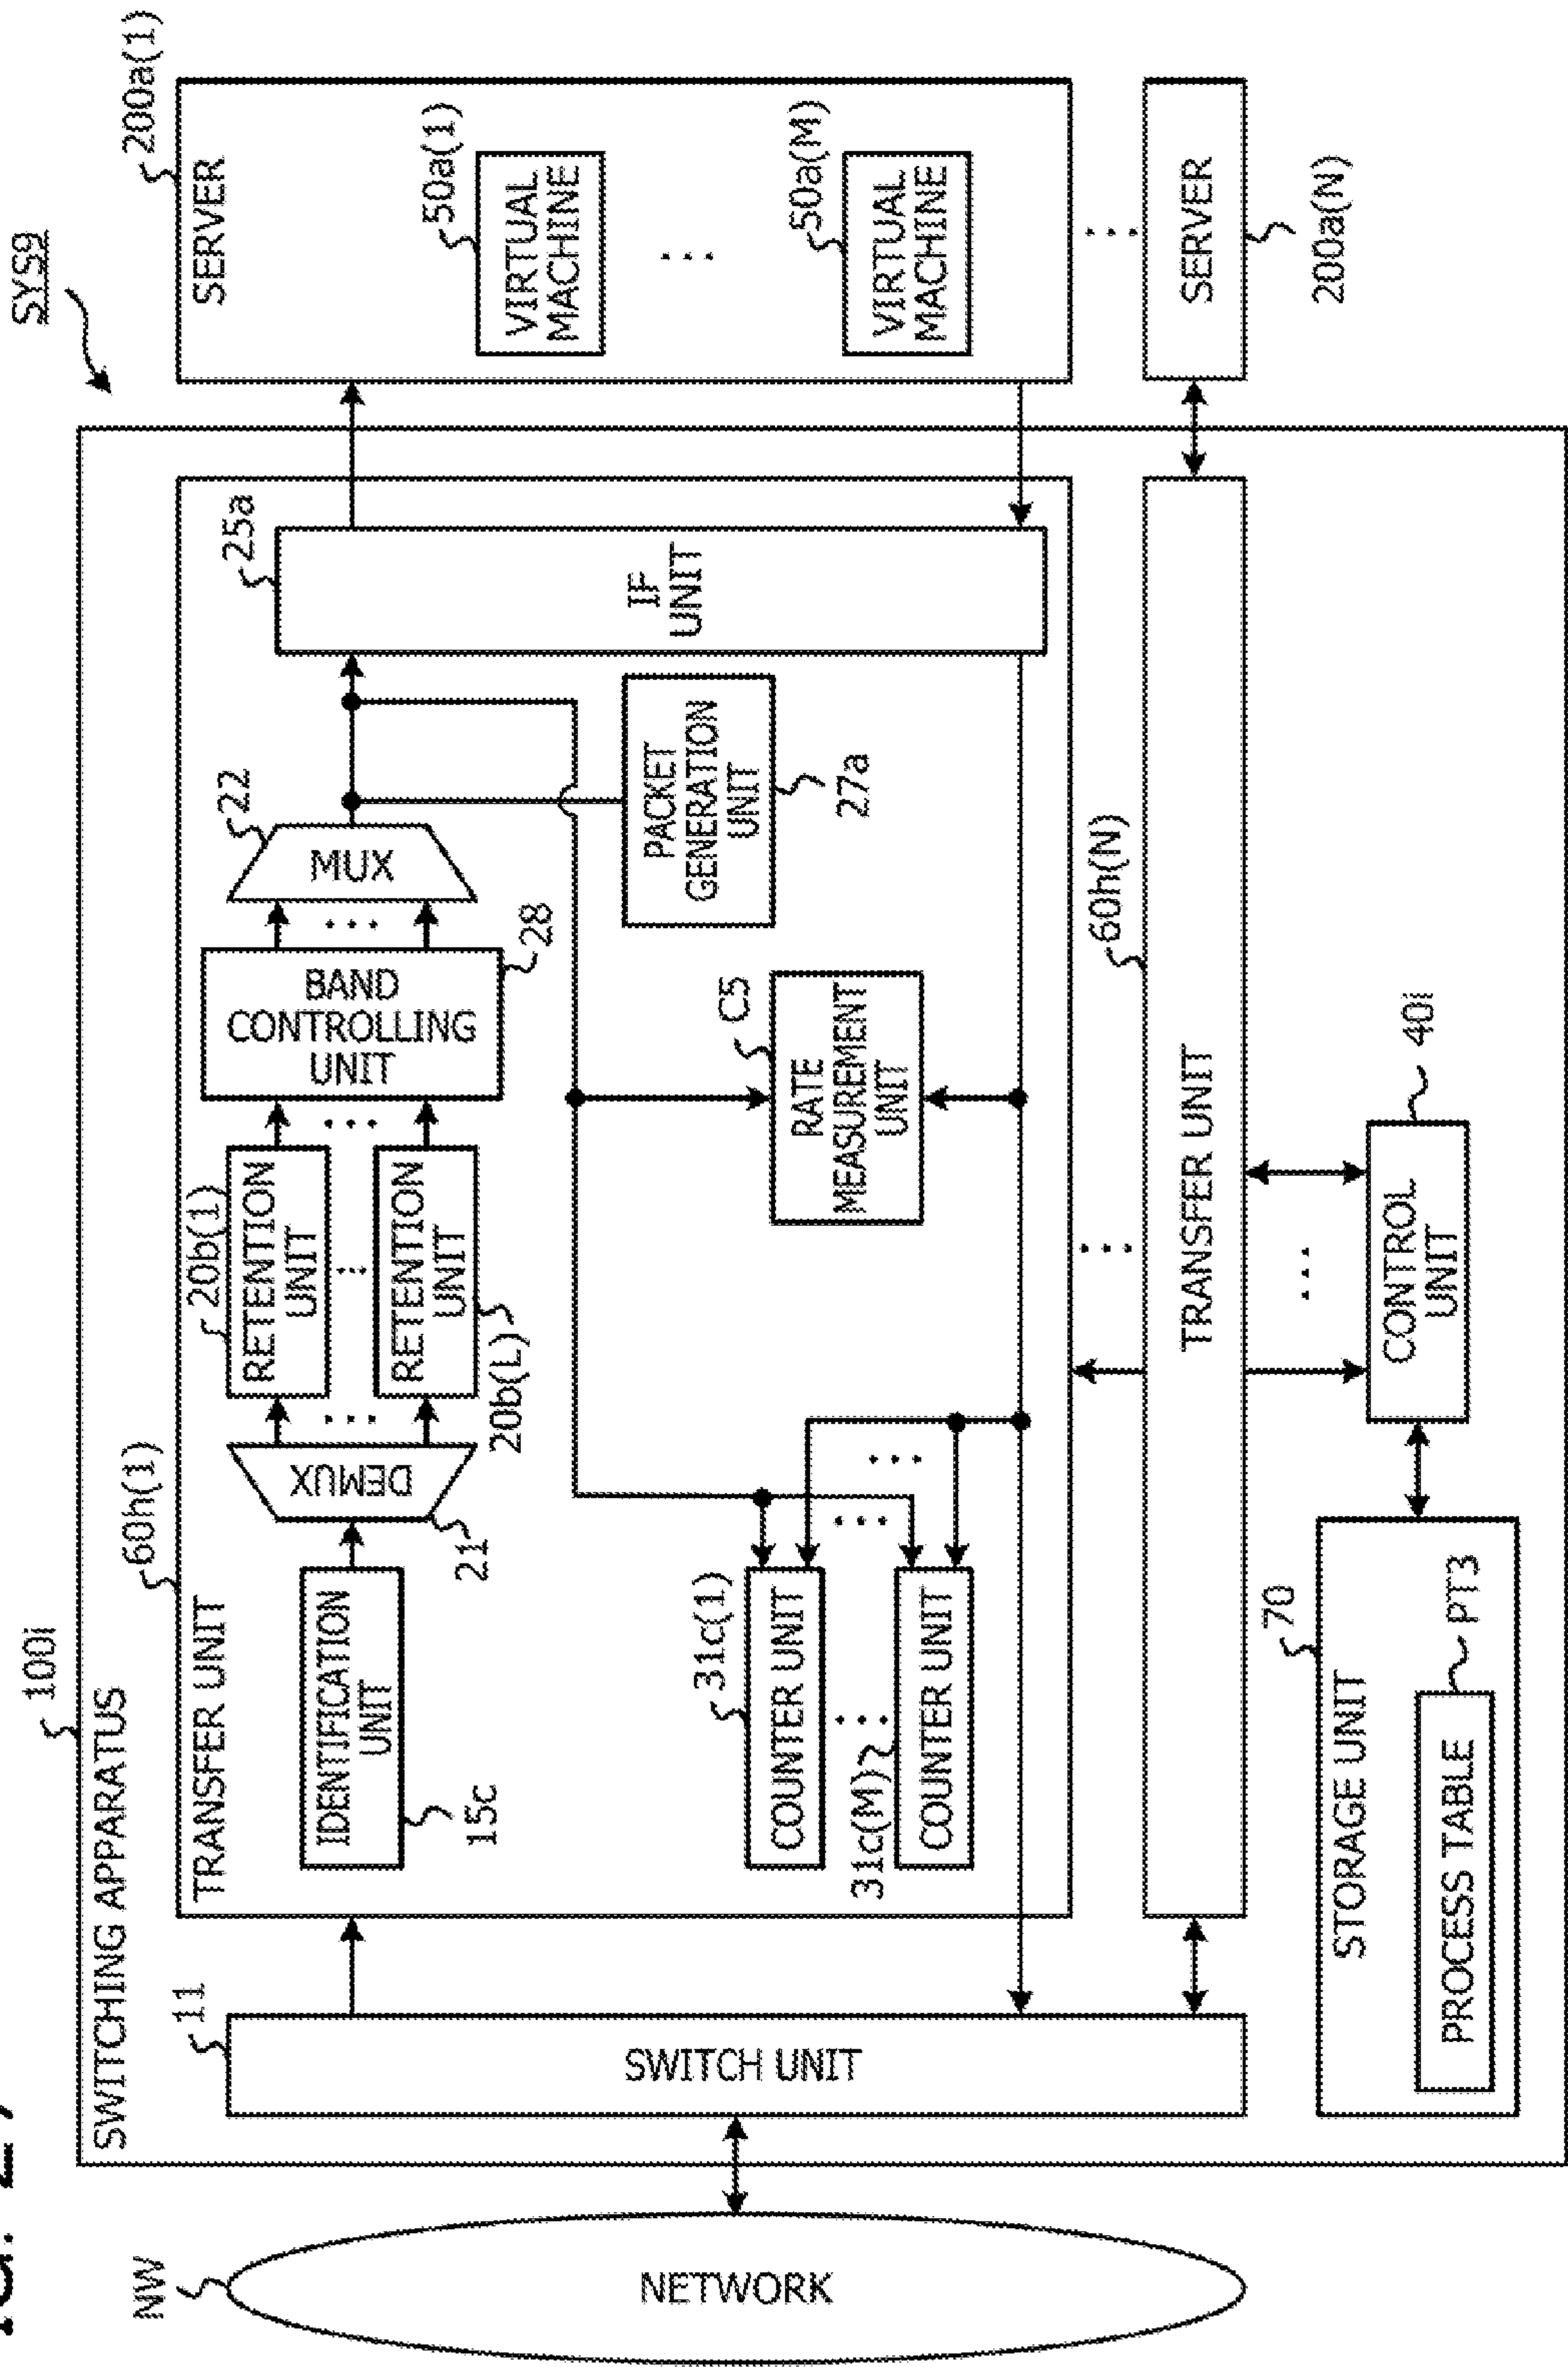 SYS9
100i
SWITCHING APPARATUS
60h(1)
TRANSFER UNIT
11
SWITCH UNIT
NW
NETWORK
IDENTIFICATION
UNIT
15c
DEMUX
21
20b(1)
RETENTION
UNIT
RETENTION
UNIT
20b(L)
BAND
CONTROLLING
UNIT
28
MUX
22
25a
IF
UNIT
PACKET
GENERATION
UNIT
27a
C5
RATE
MEASUREMENT
UNIT
31c(1)
COUNTER UNIT
31c(M)
COUNTER UNIT
200a(1)
SERVER
50a(1)
VIRTUAL
MACHINE
50a(M)
VIRTUAL
MACHINE
SERVER
200a(N)
60h(N)
TRANSFER UNIT
40i
CONTROL
UNIT
70
STORAGE UNIT
PROCESS TABLE
PT3